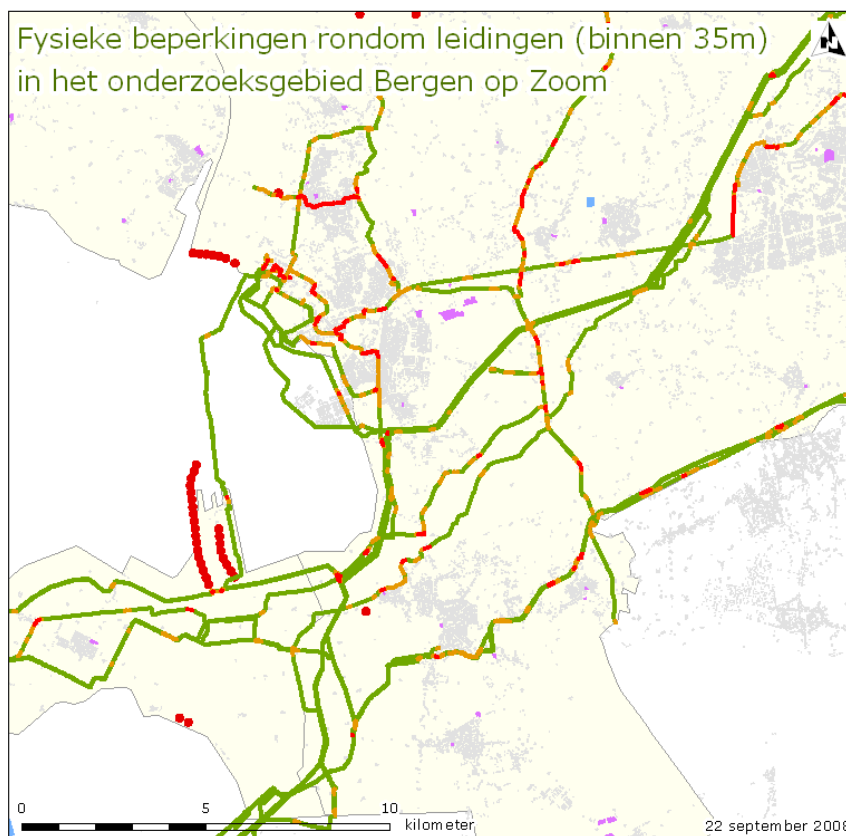 Fysieke beperkingen rondom leidingen (binnen 35m)
in het onderzoeksgebied Bergen op Zoom
N
0 5 10
kilometer
22 september 2008